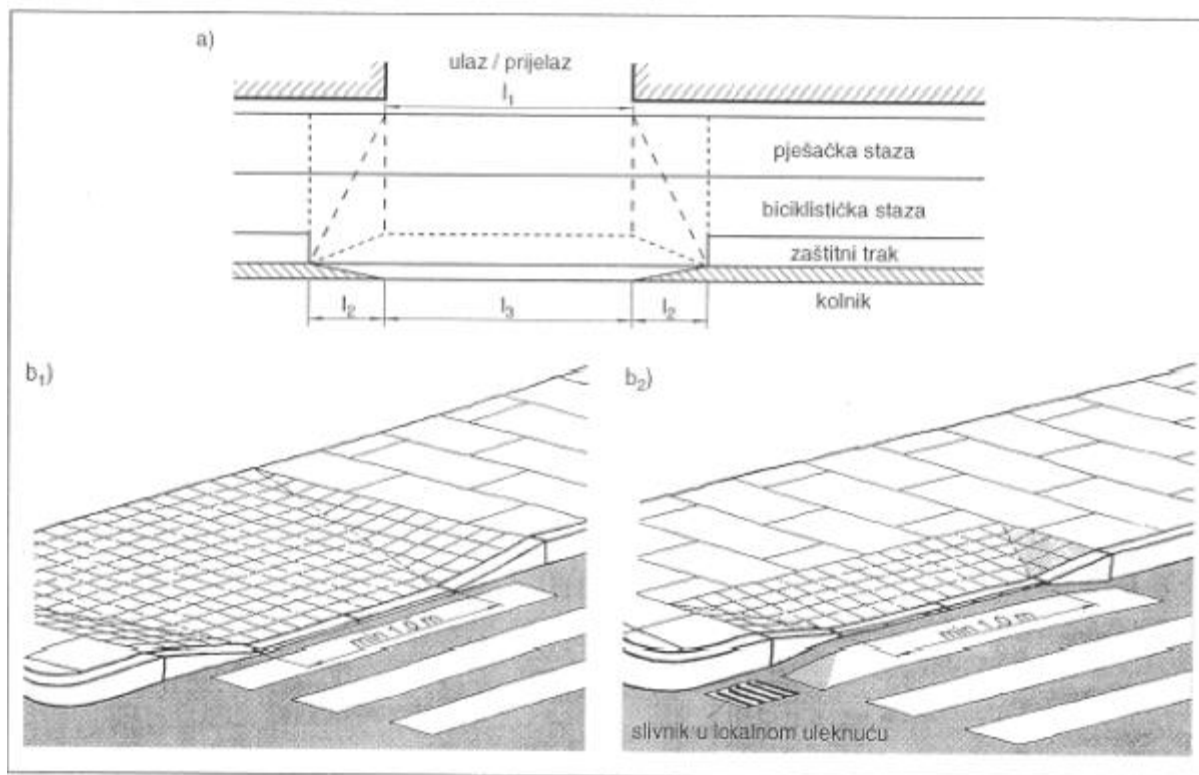 a)
ulaz / prijelaz
l₁
pješačka staza
biciklistička staza
zaštitni trak
kolnik
l₂
l₃
l₂
b₁)
b₂)
min 1,0 m
min 1,0 m
slivnik u lokalnom uleknuću